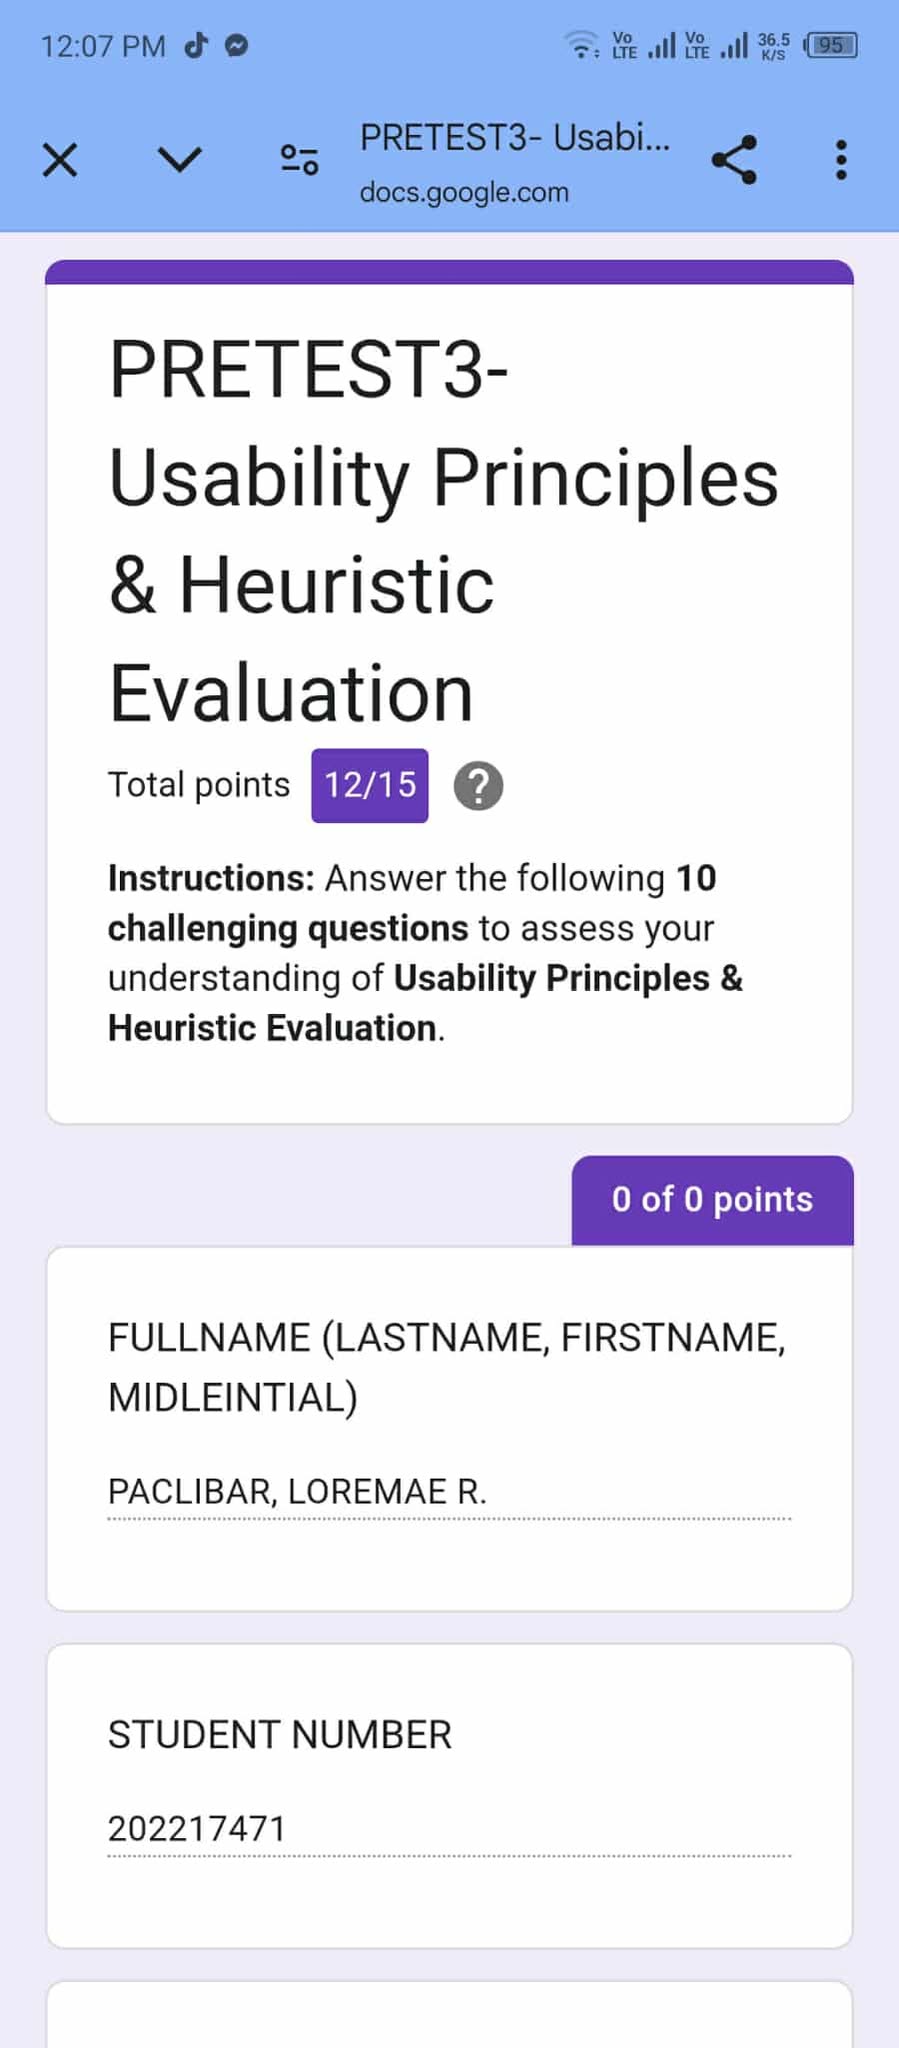 12:07 PM
Vo LTE Vo LTE 36.5 K/S 95
PRETEST3- Usabi...
docs.google.com
PRETEST3-
Usability Principles
& Heuristic
Evaluation
Total points 12/15 ?
Instructions: Answer the following 10
challenging questions to assess your
understanding of Usability Principles &
Heuristic Evaluation.
0 of 0 points
FULLNAME (LASTNAME, FIRSTNAME,
MIDLEINTIAL)
PACLIBAR, LOREMAE R.
STUDENT NUMBER
202217471